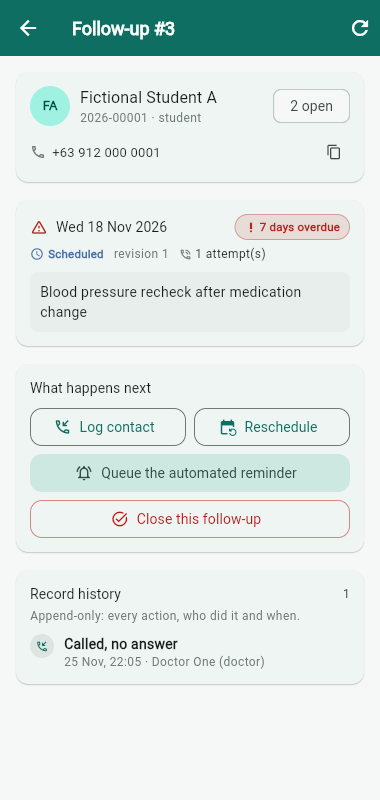 Follow-up #3
FA
Fictional Student A
2026-00001 · student
2 open
+63 912 000 0001
Wed 18 Nov 2026
! 7 days overdue
Scheduled revision 1 1 attempt(s)
Blood pressure recheck after medication
change
What happens next
Log contact
Reschedule
Queue the automated reminder
Close this follow-up
Record history 1
Append-only: every action, who did it and when.
Called, no answer
25 Nov, 22:05 · Doctor One (doctor)